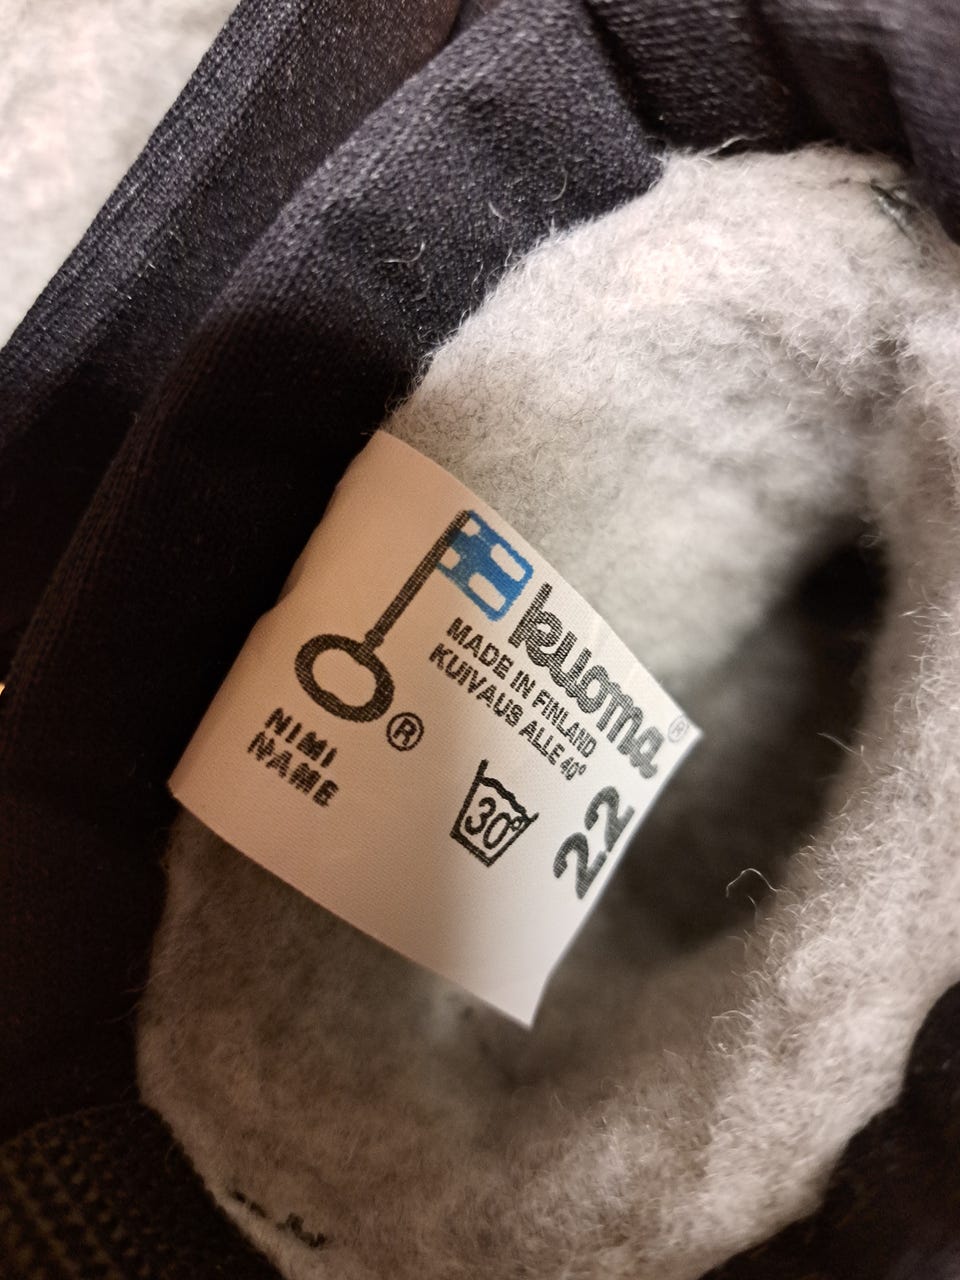 kuoma®
MADE IN FINLAND
KUIVAUS ALLE 40°
®
30°
22
NIMI
NAME